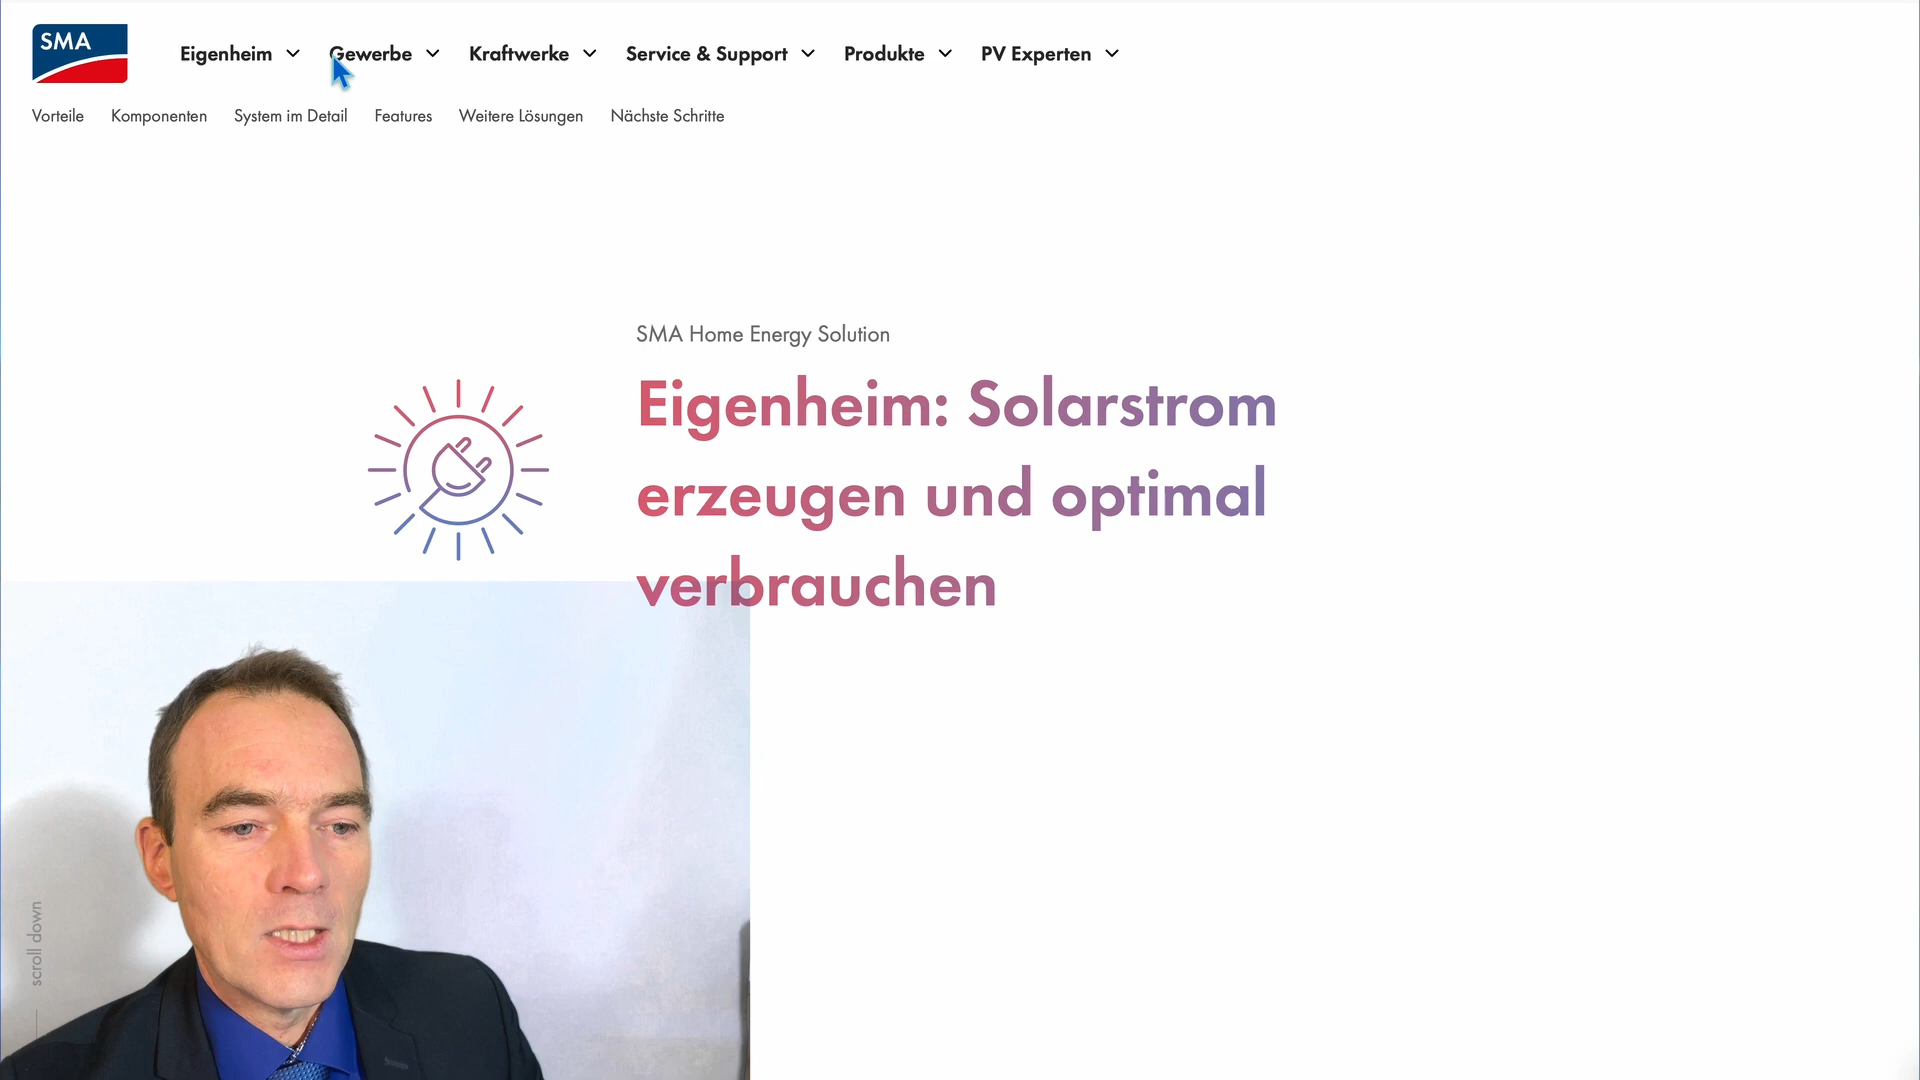 SMA
Eigenheim Gewerbe Kraftwerke Service & Support Produkte PV Experten
Vorteile Komponenten System im Detail Features Weitere Lösungen Nächste Schritte
SMA Home Energy Solution
Eigenheim: Solarstrom
erzeugen und optimal
verbrauchen
scroll down